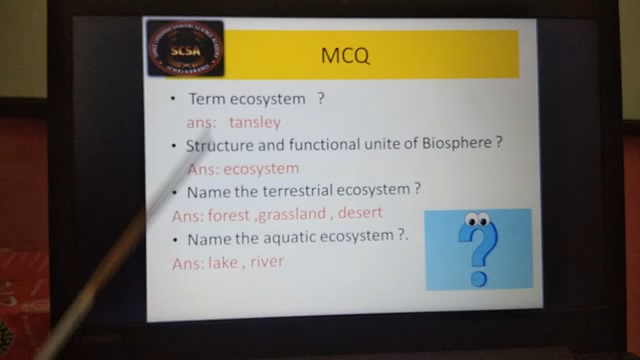 SCSA
MCQ
• Term ecosystem ?
ans: tansley
• Structure and functional unite of Biosphere ?
Ans: ecosystem
• Name the terrestrial ecosystem ?
Ans: forest ,grassland , desert
• Name the aquatic ecosystem ?.
Ans: lake , river